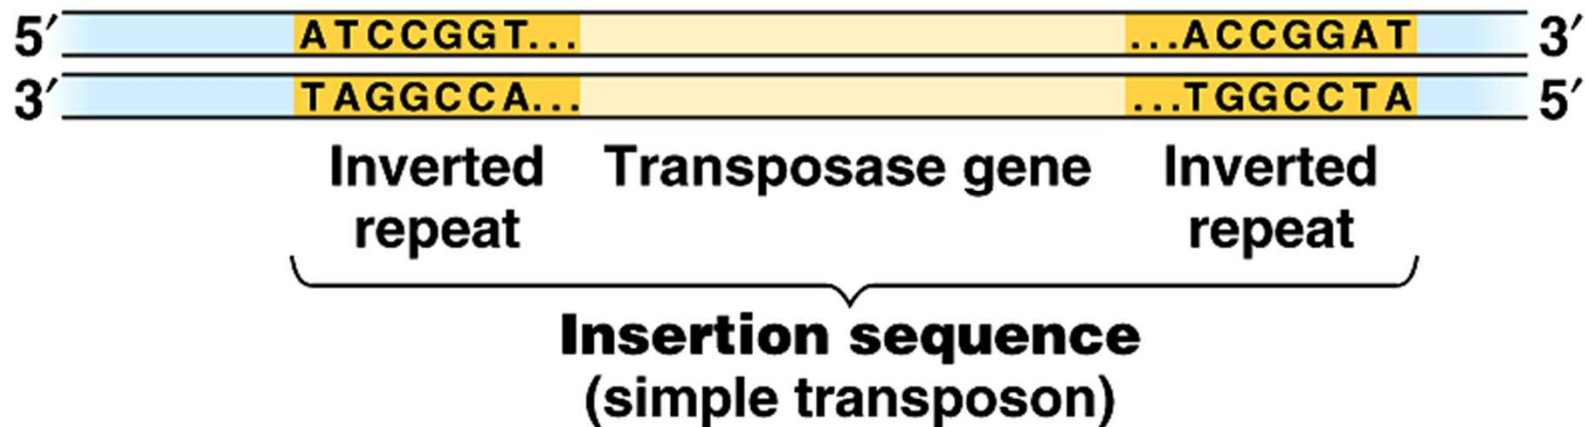 5′ ATCCGGT... ...ACCGGAT 3′
3′ TAGGCCA... ...TGGCCTA 5′
Inverted repeat Transposase gene Inverted repeat
Insertion sequence
(simple transposon)